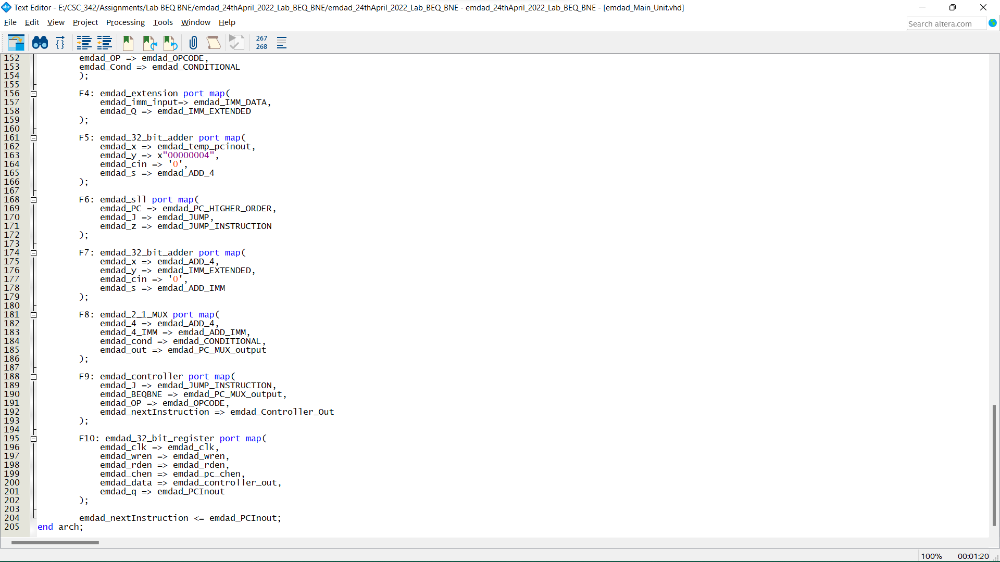 Text Editor - E:/CSC_342/Assignments/Lab BEQ BNE/emdad_24thApril_2022_Lab_BEQ_BNE/emdad_24thApril_2022_Lab_BEQ_BNE - emdad_24thApril_2022_Lab_BEQ_BNE - [emdad_Main_Unit.vhd]
File Edit View Project Processing Tools Window Help
Search altera.com
267
268
152 emdad_OP => emdad_OPCODE,
153 emdad_Cond => emdad_CONDITIONAL
154 );
155
156 F4: emdad_extension port map(
157 emdad_imm_input=> emdad_IMM_DATA,
158 emdad_Q => emdad_IMM_EXTENDED
159 );
160
161 F5: emdad_32_bit_adder port map(
162 emdad_x => emdad_temp_pcinout,
163 emdad_y => x"00000004",
164 emdad_cin => '0',
165 emdad_s => emdad_ADD_4
166 );
167
168 F6: emdad_sll port map(
169 emdad_PC => emdad_PC_HIGHER_ORDER,
170 emdad_J => emdad_JUMP,
171 emdad_z => emdad_JUMP_INSTRUCTION
172 );
173
174 F7: emdad_32_bit_adder port map(
175 emdad_x => emdad_ADD_4,
176 emdad_y => emdad_IMM_EXTENDED,
177 emdad_cin => '0',
178 emdad_s => emdad_ADD_IMM
179 );
180
181 F8: emdad_2_1_MUX port map(
182 emdad_4 => emdad_ADD_4,
183 emdad_4_IMM => emdad_ADD_IMM,
184 emdad_cond => emdad_CONDITIONAL,
185 emdad_out => emdad_PC_MUX_output
186 );
187
188 F9: emdad_controller port map(
189 emdad_J => emdad_JUMP_INSTRUCTION,
190 emdad_BEQBNE => emdad_PC_MUX_output,
191 emdad_OP => emdad_OPCODE,
192 emdad_nextInstruction => emdad_Controller_Out
193 );
194
195 F10: emdad_32_bit_register port map(
196 emdad_clk => emdad_clk,
197 emdad_wren => emdad_wren,
198 emdad_rden => emdad_rden,
199 emdad_chen => emdad_pc_chen,
200 emdad_data => emdad_controller_out,
201 emdad_q => emdad_PCInout
202 );
203
204 emdad_nextInstruction <= emdad_PCInout;
205 end arch;
100% 00:01:20